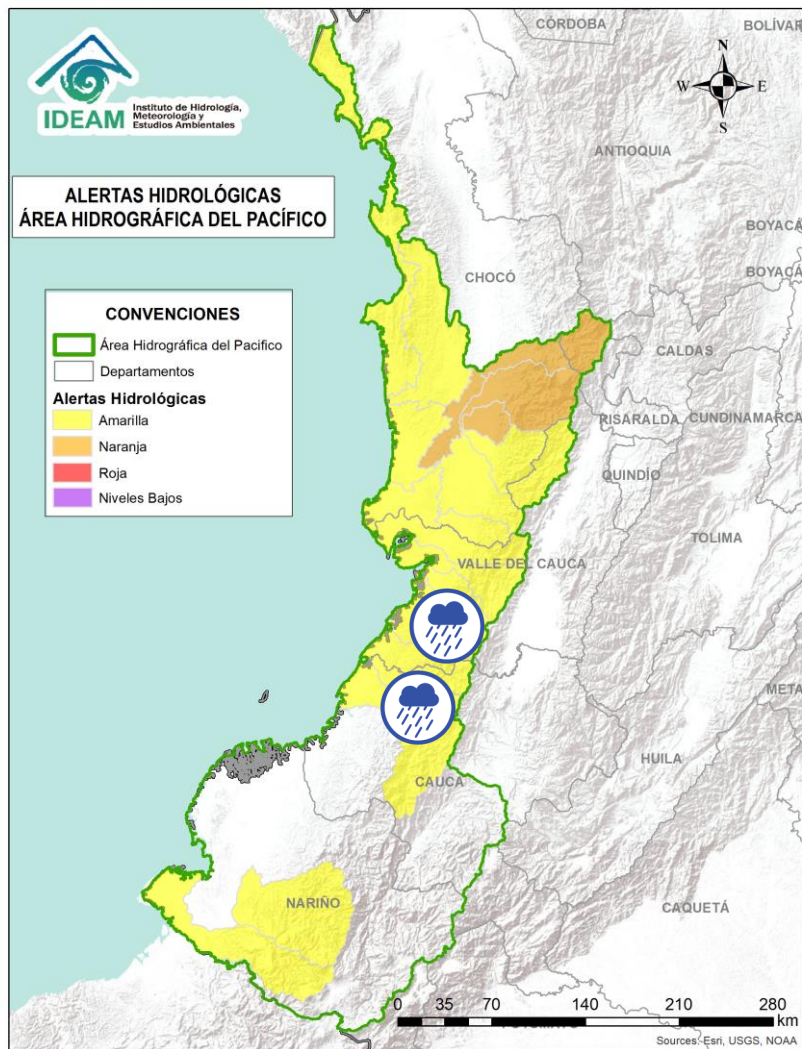 CÓRDOBA
BOLÍVAR
N
W E
S
IDEAM
Instituto de Hidrología,
Meteorología y
Estudios Ambientales
ANTIOQUIA
ALERTAS HIDROLÓGICAS
ÁREA HIDROGRÁFICA DEL PACÍFICO
BOYACÁ
BOYACÁ
CHOCÓ
CONVENCIONES
Área Hidrográfica del Pacifico
Departamentos
Alertas Hidrológicas
Amarilla
Naranja
Roja
Niveles Bajos
CALDAS
RISARALDA
CUNDINAMARCA
QUINDÍO
TOLIMA
VALLE DEL CAUCA
META
HUILA
CAUCA
NARIÑO
CAQUETÁ
0 35 70 140 210 280
km
Sources: Esri, USGS, NOAA